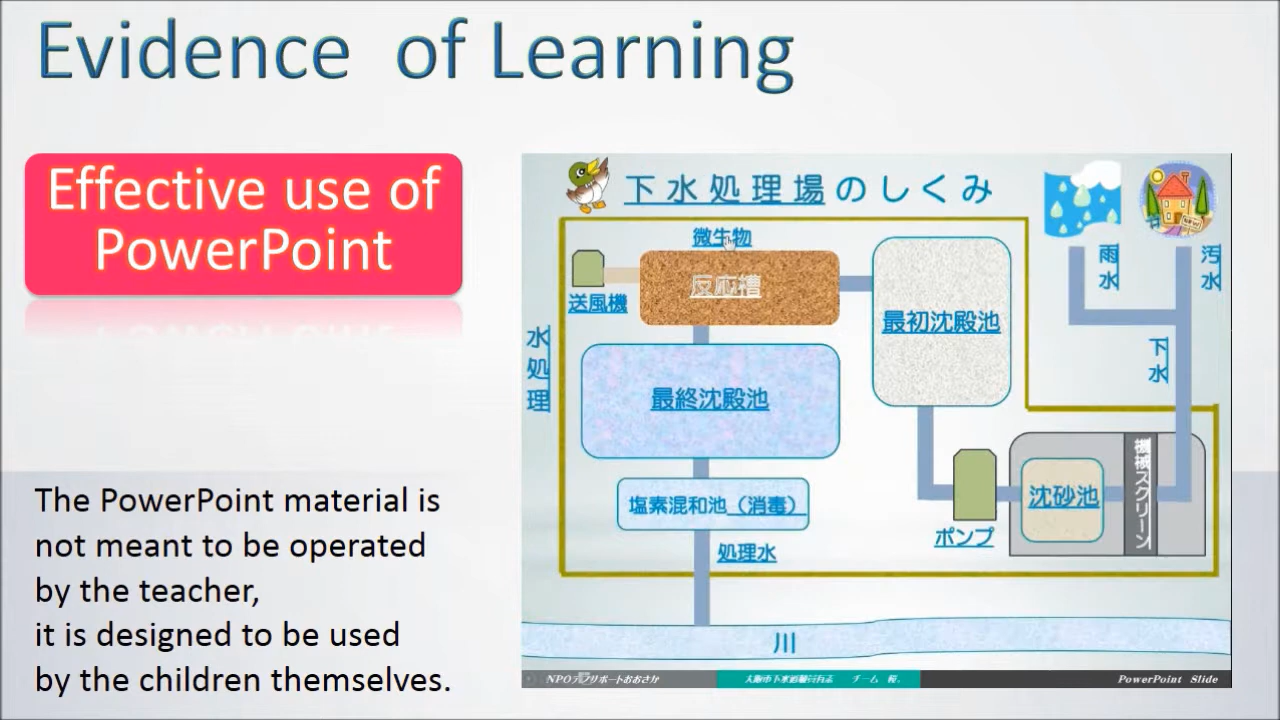 Evidence of Learning
Effective use of
PowerPoint
The PowerPoint material is
not meant to be operated
by the teacher,
it is designed to be used
by the children themselves.
下水処理場のしくみ
微生物
送風機
反応槽
最初沈殿池
雨水
汚水
下水
水処理
最終沈殿池
塩素混和池（消毒）
処理水
ポンプ
沈砂池
機械スクリーン
川
PowerPoint Slide